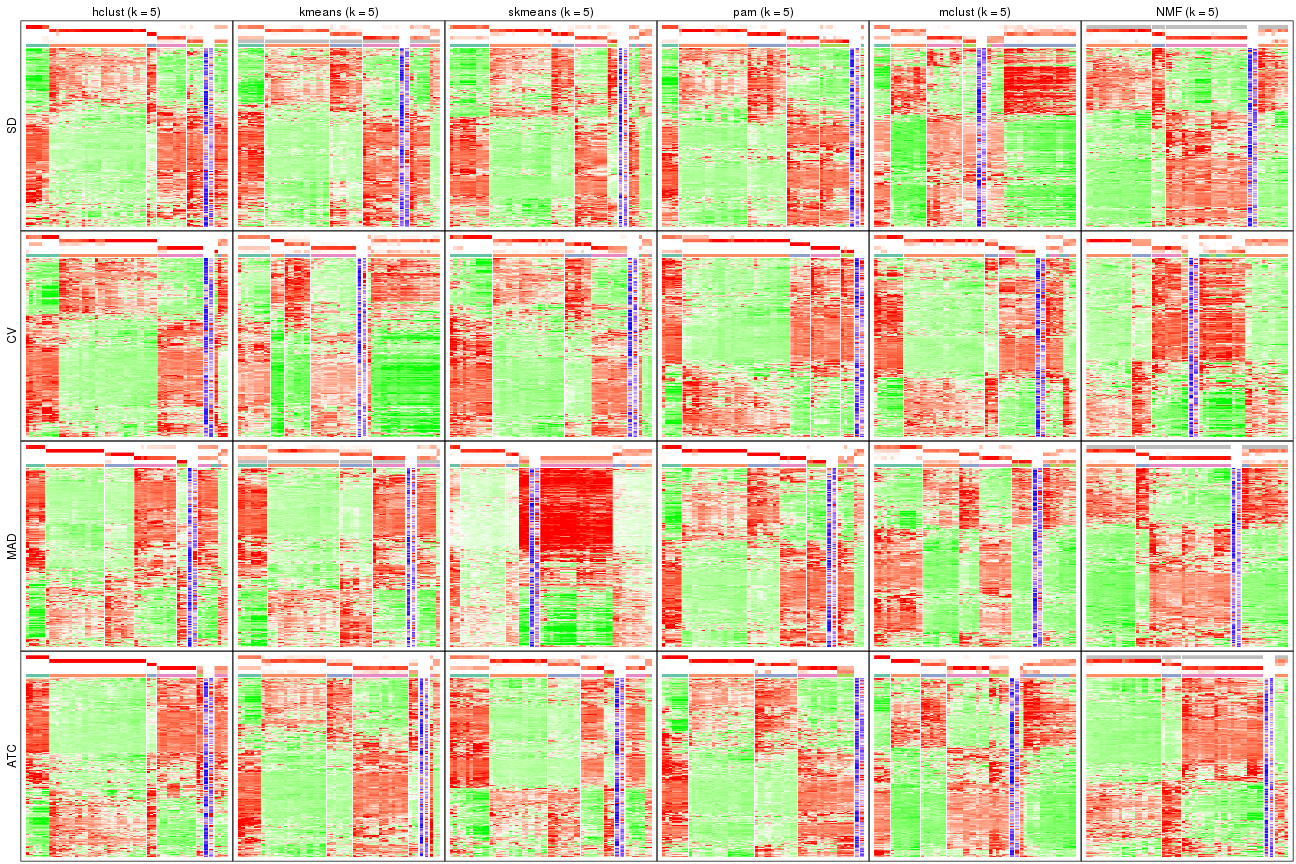 hclust (k = 5) kmeans (k = 5) skmeans (k = 5) pam (k = 5) mclust (k = 5) NMF (k = 5)
SD
CV
MAD
ATC